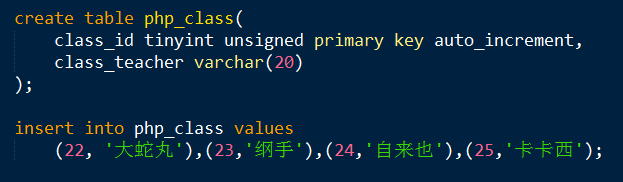 create table php_class(
    class_id tinyint unsigned primary key auto_increment,
    class_teacher varchar(20)
);
insert into php_class values
    (22, '大蛇丸'),(23,'纲手'),(24,'自来也'),(25,'卡卡西');